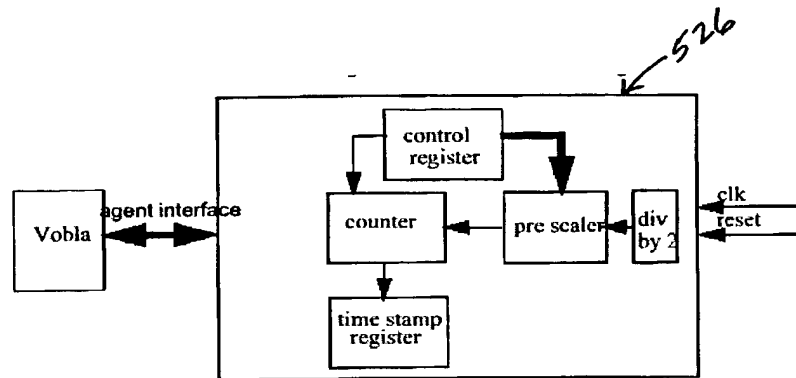 526
control
register
clk
reset
agent interface
Vobla
counter
pre scaler
div
by 2
time stamp
register